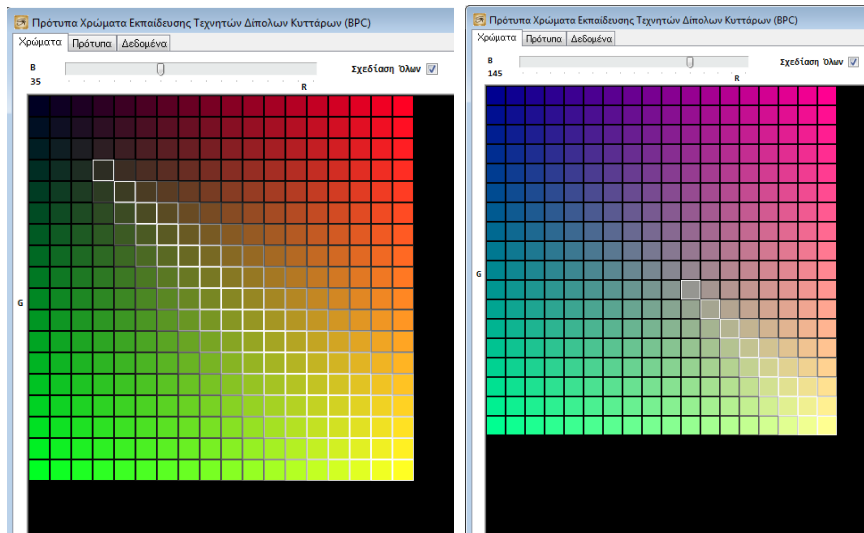 Πρότυπα Χρώματα Εκπαίδευσης Τεχνητών Δίπολων Κυττάρων (BPC)
Χρώματα Πρότυπα Δεδομένα
B
35
Σχεδίαση Όλων
R
G
Πρότυπα Χρώματα Εκπαίδευσης Τεχνητών Δίπολων Κυττάρων (BPC)
Χρώματα Πρότυπα Δεδομένα
B
145
Σχεδίαση Όλων
R
G